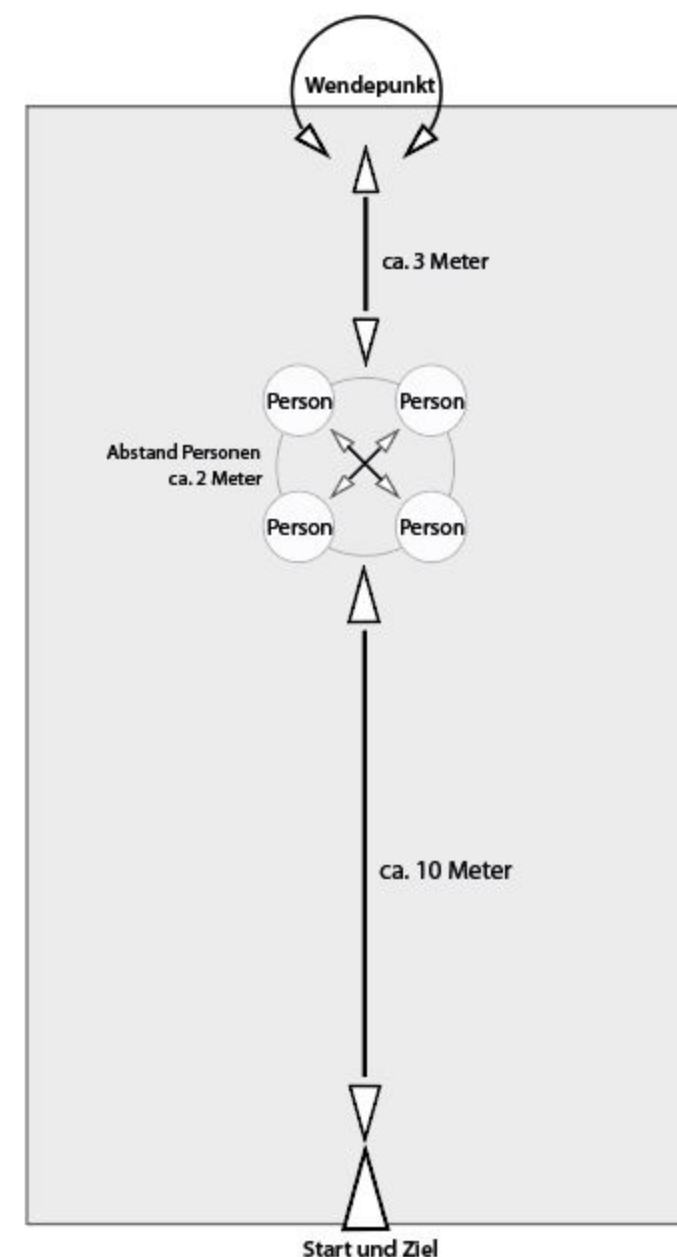 Wendepunkt
ca. 3 Meter
Person
Person
Abstand Personen
ca. 2 Meter
Person
Person
ca. 10 Meter
Start und Ziel